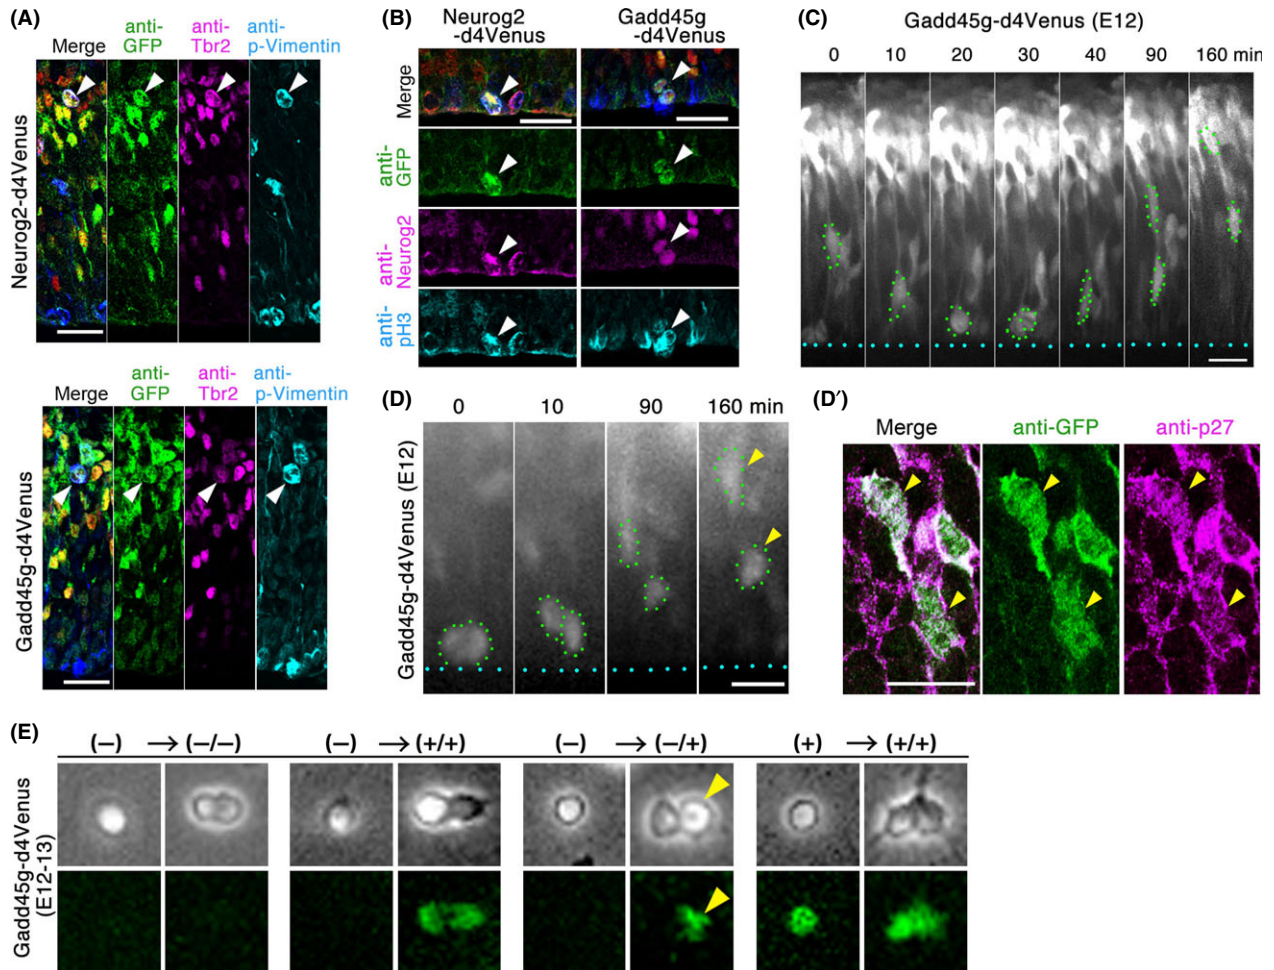 (A)
anti-
GFP
anti-
Tbr2
anti-
p-Vimentin
Merge
Neurog2-d4Venus
anti-
GFP
anti-
Tbr2
anti-
p-Vimentin
Merge
Gadd45g-d4Venus
(B)
Neurog2
-d4Venus
Gadd45g
-d4Venus
Merge
anti-
GFP
anti-
Neurog2
anti-
pH3
(C)
Gadd45g-d4Venus (E12)
0 10 20 30 40 90 160 min
(D)
0 10 90 160 min
Gadd45g-d4Venus (E12)
(D′)
Merge anti-GFP anti-p27
(E)
(−) → (−/−) (−) → (+/+) (−) → (−/+) (+) → (+/+)
Gadd45g-d4Venus
(E12-13)